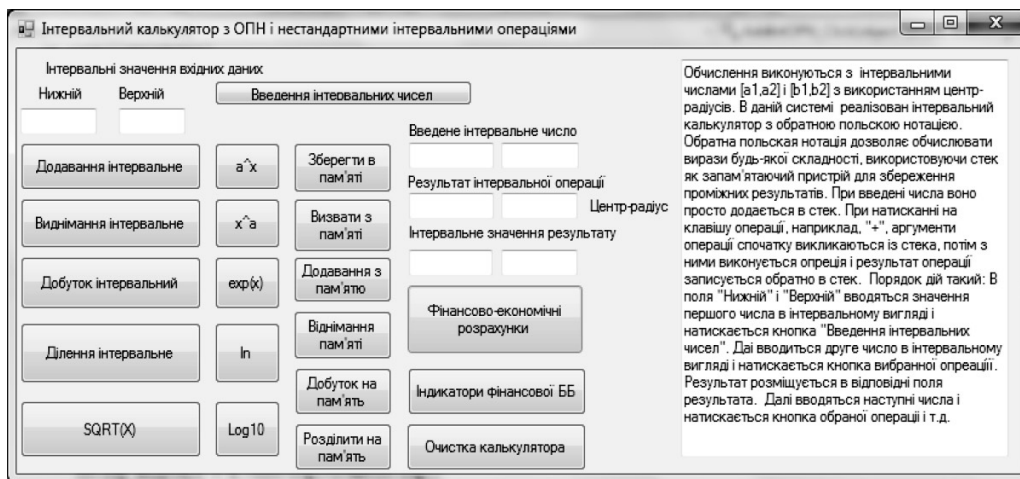 Інтервальний калькулятор з ОПН і нестандартними інтервальними операціями
Інтервальні значення вхідних даних
Нижній Верхній
Введення інтервальних чисел
Додавання інтервальне
Виднімання інтервальне
Добуток інтервальний
Ділення інтервальне
SQRT(X)
a^x
x^a
exp(x)
ln
Log10
Зберегти в
пам'яті
Визвати з
пам'яті
Додавання з
пам'ятю
Віднімання
пам'яті
Добуток на
пам'ять
Розділити на
пам'ять
Введене інтервальне число
Результат інтервальної операції
Центр-радіус
Інтервальне значення результату
Фінансово-економічні
розрахунки
Індикатори фінансової ББ
Очистка калькулятора
Обчислення виконуються з інтервальними
числами [a1,a2] і [b1,b2] з використанням центр-
радіусів. В даній системі реалізован інтервальний
калькулятор з обратною польскою нотацією.
Обратна польская нотація дозволяє обчислювати
вирази будь-якої складності, використовуючи стек
як запам'ятаючий пристрій для збереження
проміжних результатів. При введені числа воно
просто додається в стек. При натисканні на
клавішу операції, наприклад, "+", аргументи
операції спочатку викликаються із стека, потім з
ними виконується опреція і результат операції
записується обратно в стек. Порядок дій такий: В
поля "Нижній" і "Верхній" вводяться значення
першого числа в інтервальному вигляді і
натискається кнопка "Введення інтервальних
чисел". Даі вводиться друге число в інтервальному
вигляді і натискається кнопка вибранної опреаціії.
Результат розміщується в відповідні поля
результата. Далі вводяться наступні числа і
натискається кнопка обраної операціі і т.д.